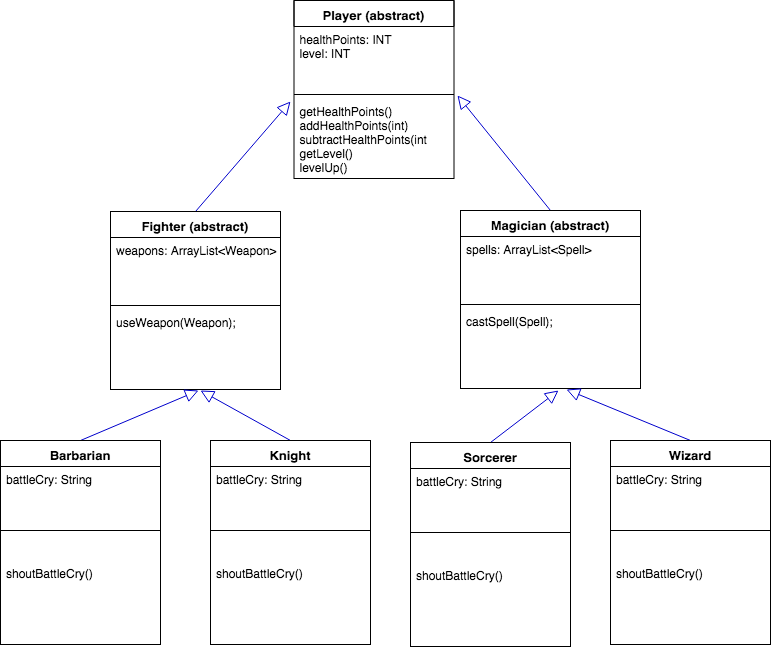 Player (abstract)
healthPoints: INT
level: INT
getHealthPoints()
addHealthPoints(int)
subtractHealthPoints(int
getLevel()
levelUp()
Fighter (abstract)
weapons: ArrayList<Weapon>
useWeapon(Weapon);
Magician (abstract)
spells: ArrayList<Spell>
castSpell(Spell);
Barbarian
battleCry: String
shoutBattleCry()
Knight
battleCry: String
shoutBattleCry()
Sorcerer
battleCry: String
shoutBattleCry()
Wizard
battleCry: String
shoutBattleCry()